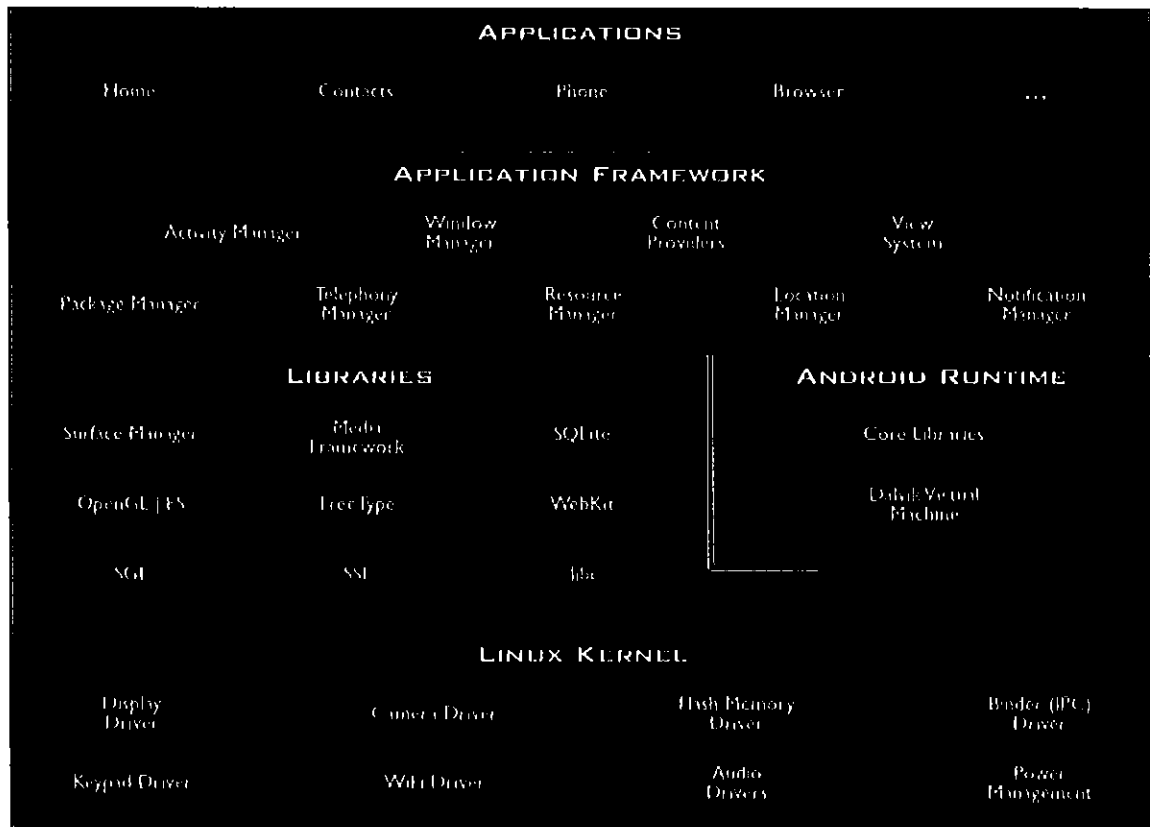 APPLICATIONS
Home Contacts Phone Browser ...
APPLICATION FRAMEWORK
Activity Manager Window Manager Content Providers View System
Package Manager Telephony Manager Resource Manager Location Manager Notification Manager
LIBRARIES
Surface Manager Media Framework SQLite
OpenGL | ES FreeType WebKit
SGL SSL libc
ANDROID RUNTIME
Core Libraries
Dalvik Virtual Machine
LINUX KERNEL
Display Driver Camera Driver Flash Memory Driver Binder (IPC) Driver
Keypad Driver WiFi Driver Audio Drivers Power Management